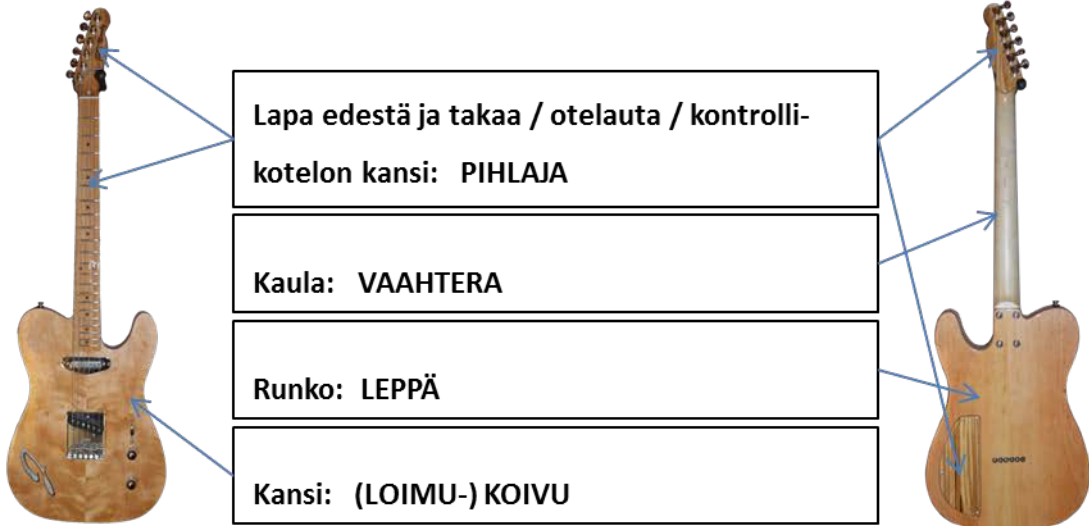 Lapa edestä ja takaa / otelauta / kontrolli-
kotelon kansi: PIHLAJA
Kaula: VAAHTERA
Runko: LEPPÄ
Kansi: (LOIMU-) KOIVU